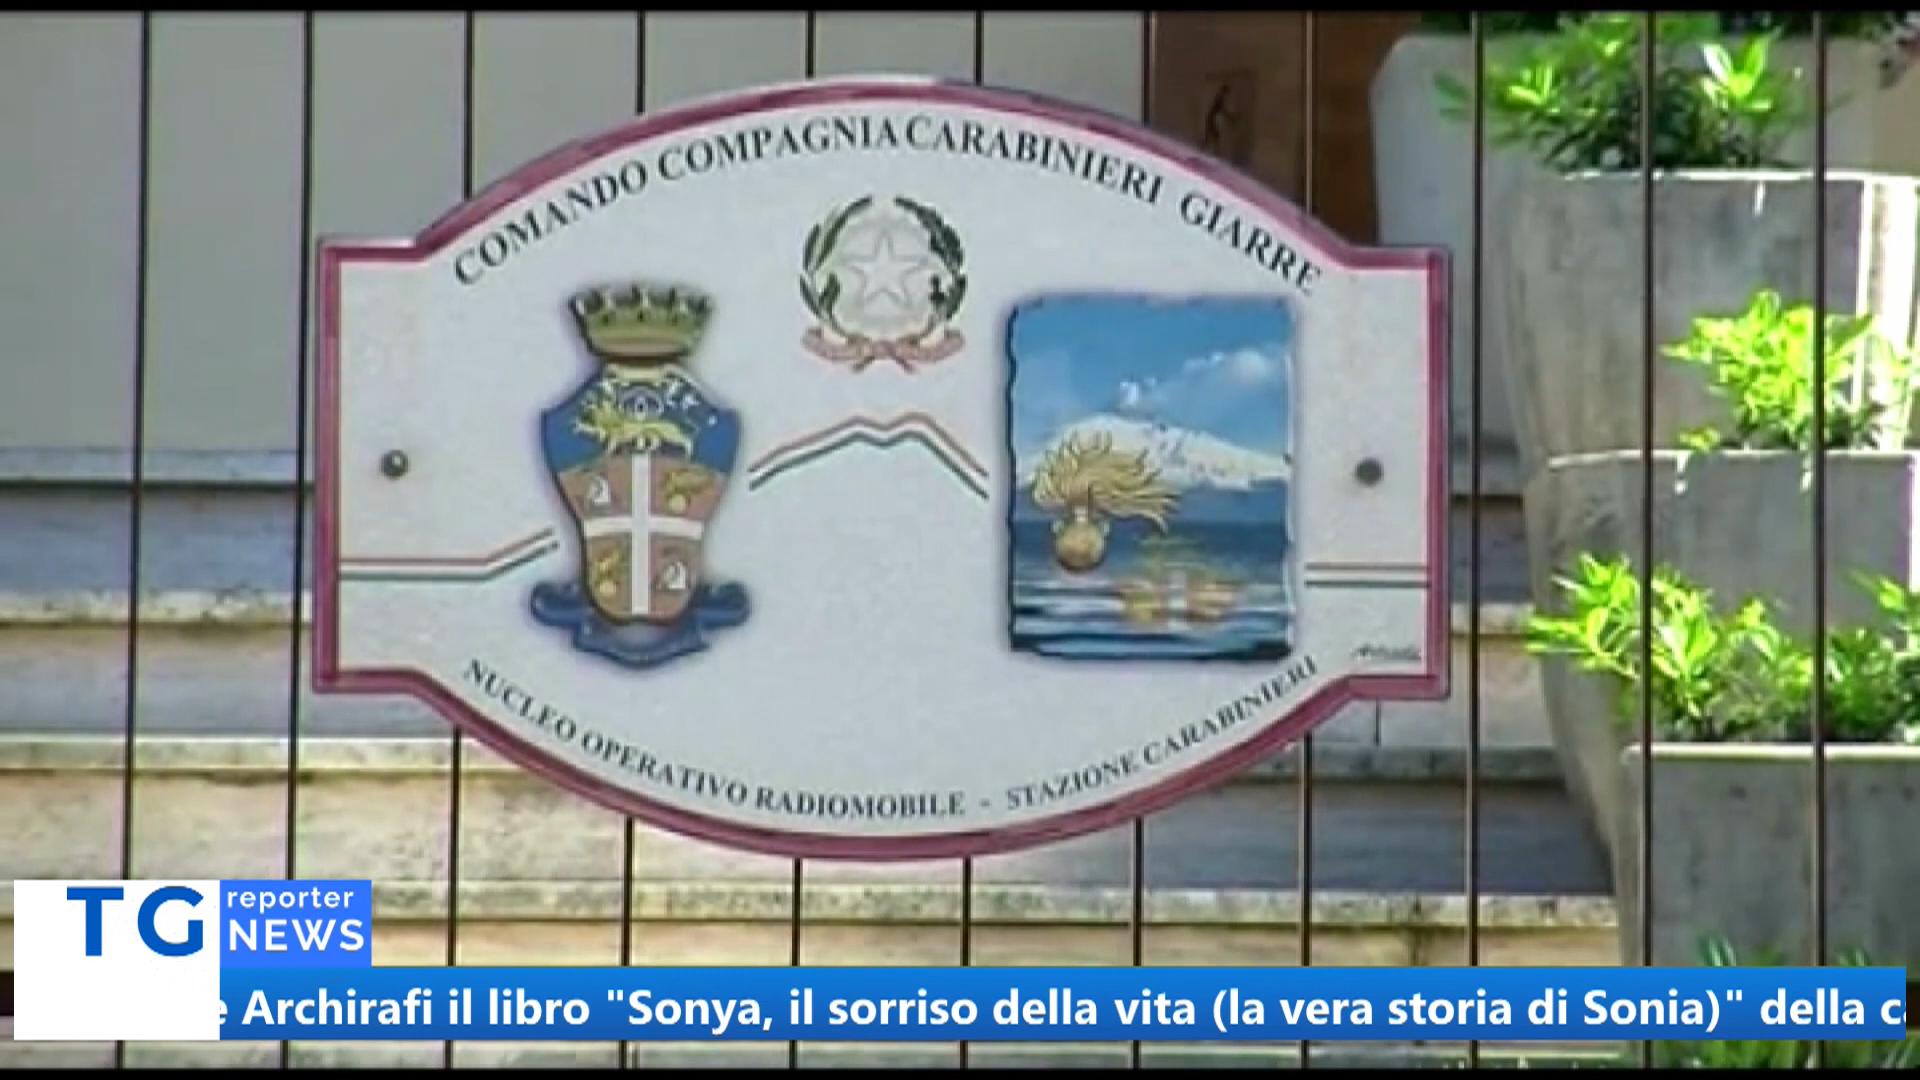 COMANDO COMPAGNIA CARABINIERI GIARRE
NUCLEO OPERATIVO RADIOMOBILE - STAZIONE CARABINIERI
TG reporter
NEWS
Archirafi il libro "Sonya, il sorriso della vita (la vera storia di Sonia)" della